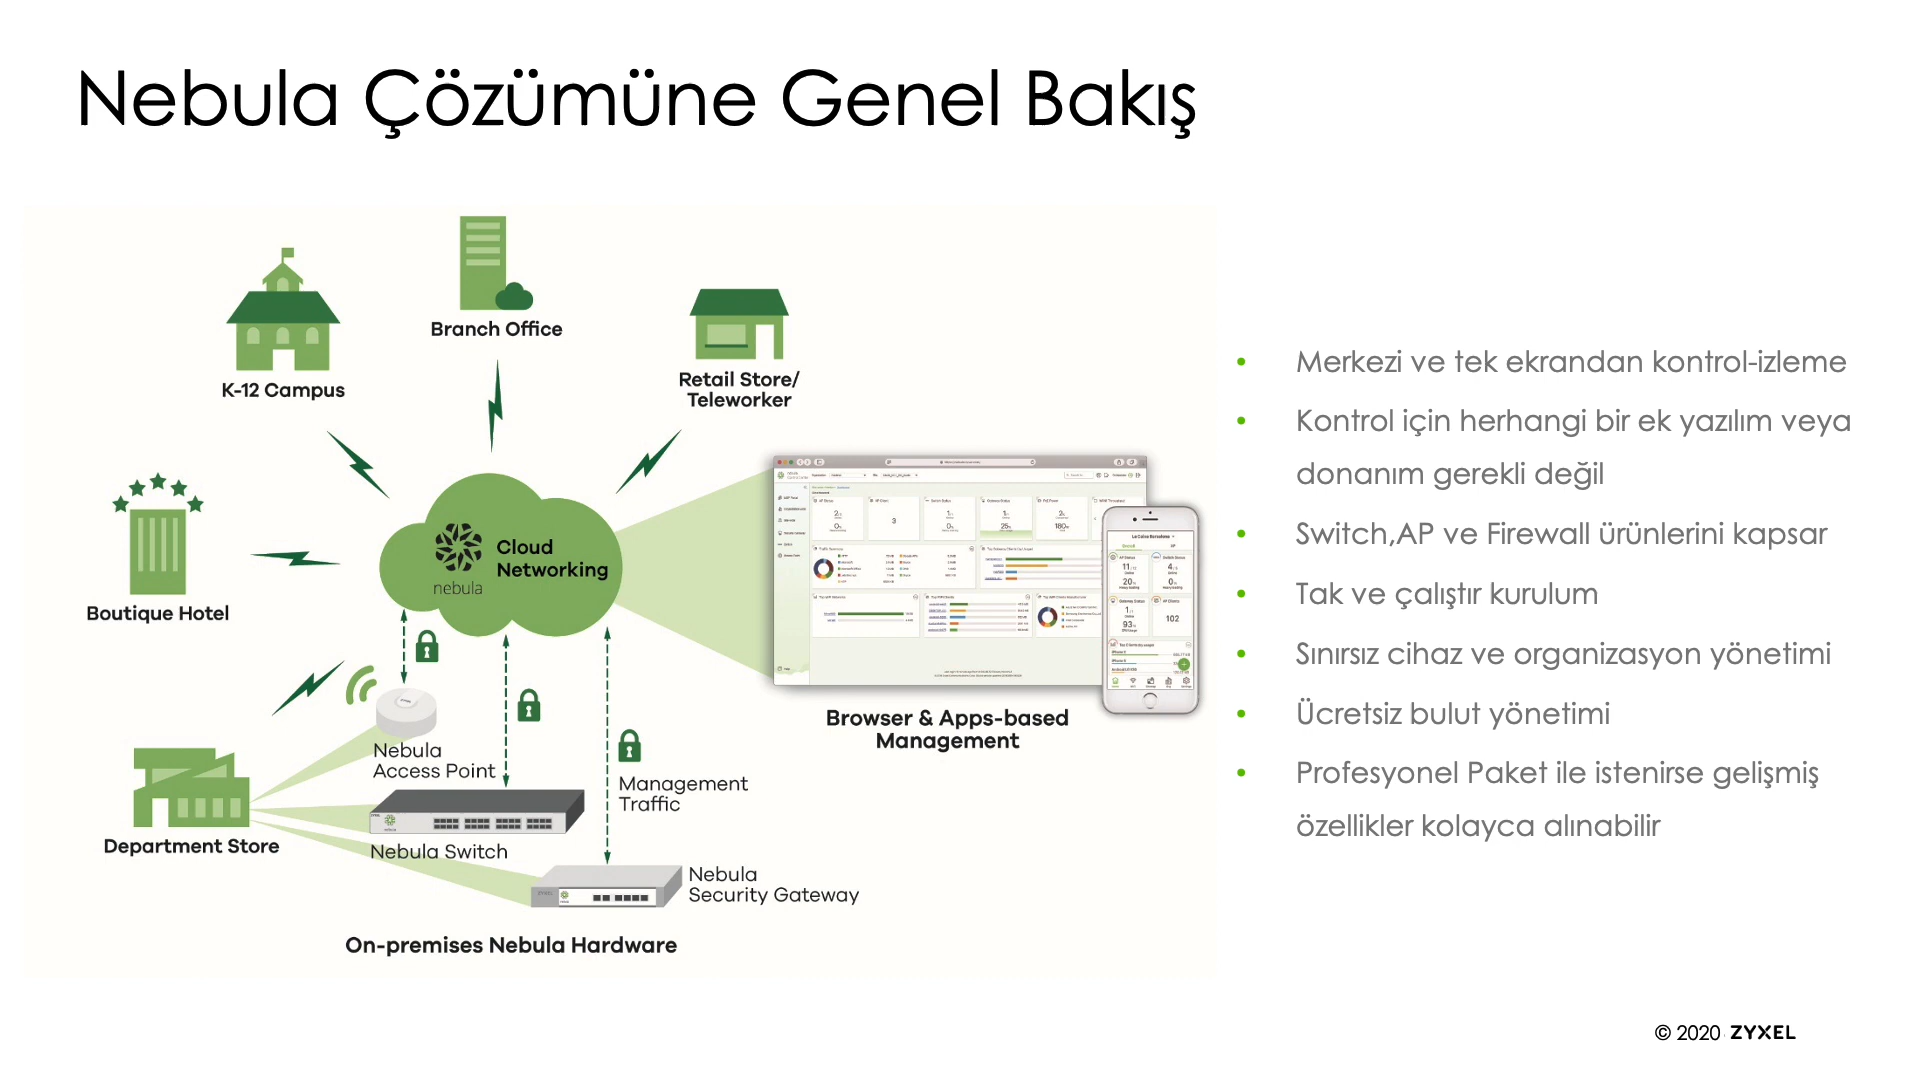 Nebula Çözümüne Genel Bakış
Branch Office
K-12 Campus
Retail Store/
Teleworker
Boutique Hotel
nebula
Cloud
Networking
Browser & Apps-based
Management
Nebula
Access Point
Management
Traffic
Department Store
Nebula Switch
Nebula
Security Gateway
On-premises Nebula Hardware
• Merkezi ve tek ekrandan kontrol-izleme
• Kontrol için herhangi bir ek yazılım veya
donanım gerekli değil
• Switch,AP ve Firewall ürünlerini kapsar
• Tak ve çalıştır kurulum
• Sınırsız cihaz ve organizasyon yönetimi
• Ücretsiz bulut yönetimi
• Profesyonel Paket ile istenirse gelişmiş
özellikler kolayca alınabilir
© 2020 ZYXEL